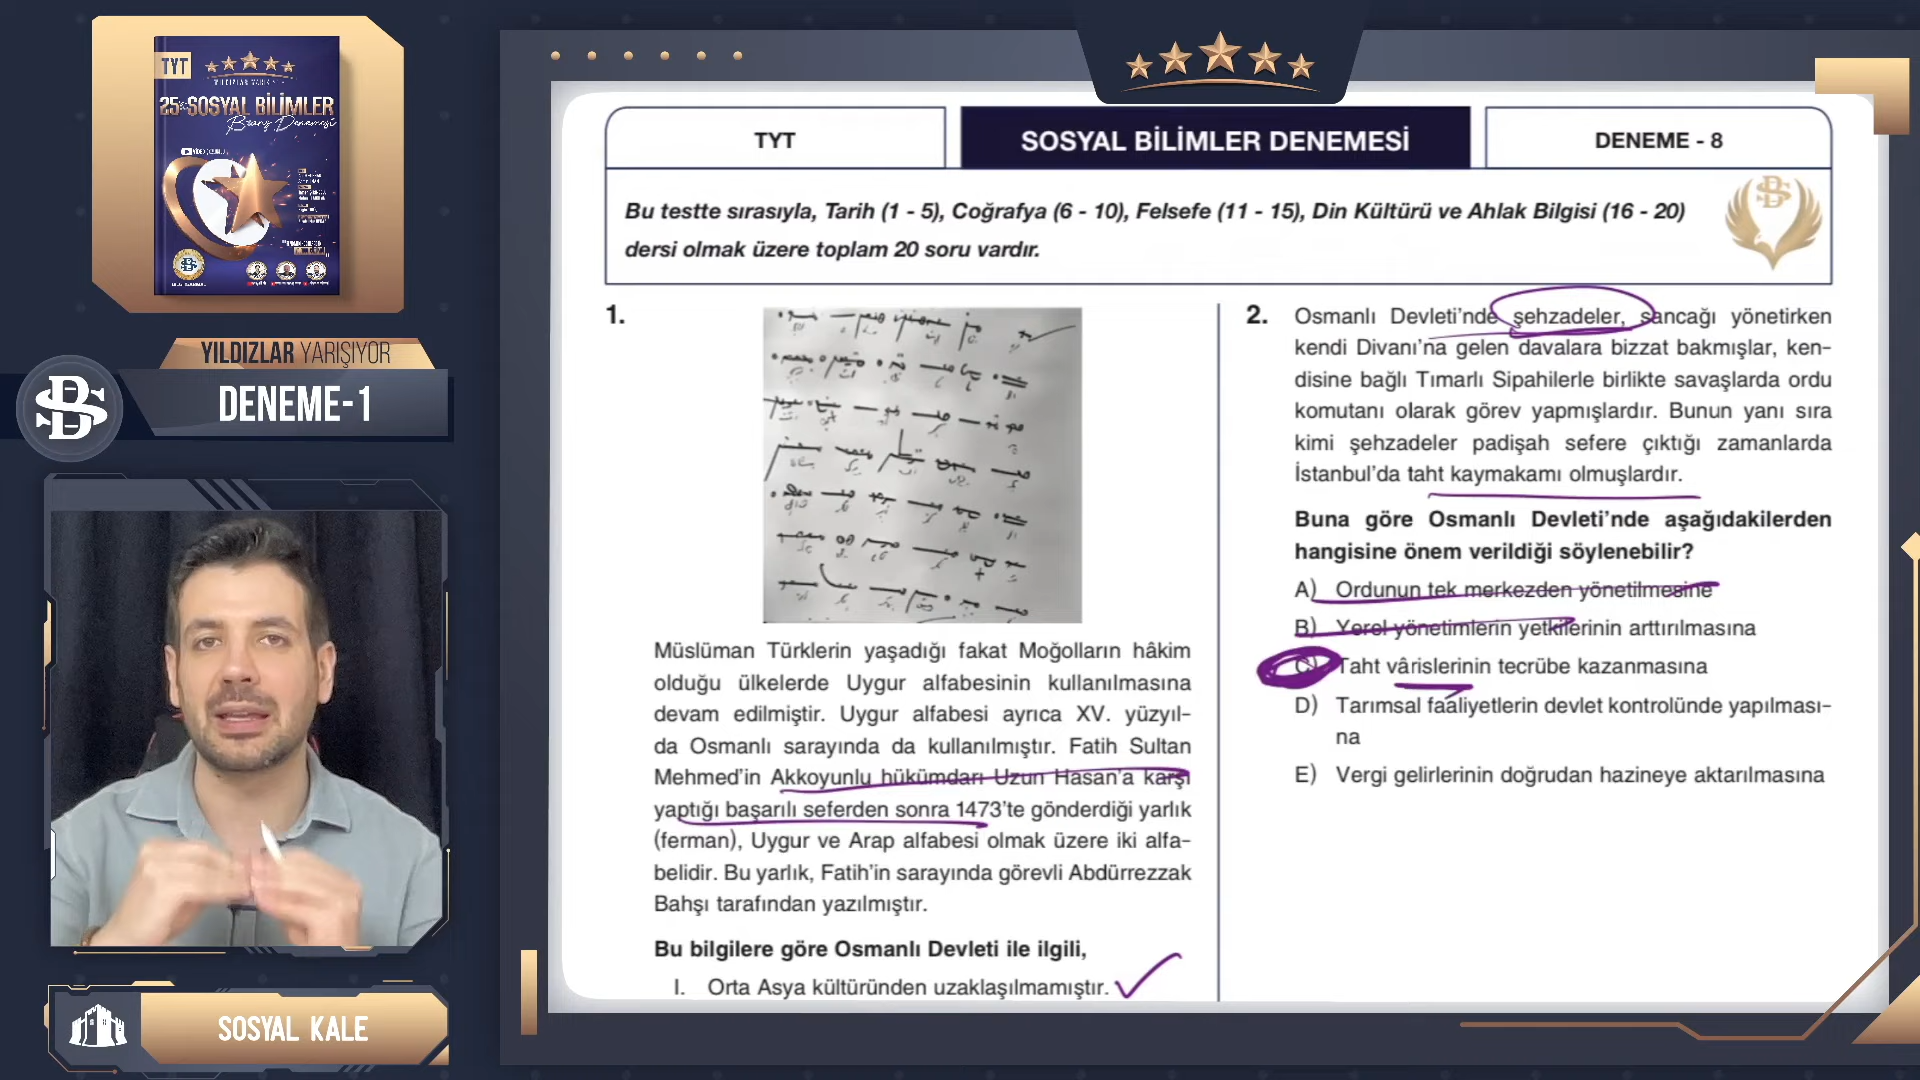 TYT
YILDIZLAR YARIŞIYOR
25'Lİ SOSYAL BİLİMLER
Branş Denemesi
YILDIZLAR YARIŞIYOR
DENEME-1
SOSYAL KALE
TYT
SOSYAL BİLİMLER DENEMESİ
DENEME - 8
Bu testte sırasıyla, Tarih (1 - 5), Coğrafya (6 - 10), Felsefe (11 - 15), Din Kültürü ve Ahlak Bilgisi (16 - 20)
dersi olmak üzere toplam 20 soru vardır.
1.
Müslüman Türklerin yaşadığı fakat Moğolların hâkim
olduğu ülkelerde Uygur alfabesinin kullanılmasına
devam edilmiştir. Uygur alfabesi ayrıca XV. yüzyıl-
da Osmanlı sarayında da kullanılmıştır. Fatih Sultan
Mehmed'in Akkoyunlu hükümdarı Uzun Hasan'a karşı
yaptığı başarılı seferden sonra 1473'te gönderdiği yarlık
(ferman), Uygur ve Arap alfabesi olmak üzere iki alfa-
belidir. Bu yarlık, Fatih'in sarayında görevli Abdürrezzak
Bahşı tarafından yazılmıştır.
Bu bilgilere göre Osmanlı Devleti ile ilgili,
I. Orta Asya kültüründen uzaklaşılmamıştır.
2. Osmanlı Devleti'nde şehzadeler, sancağı yönetirken
kendi Divanı'na gelen davalara bizzat bakmışlar, ken-
disine bağlı Tımarlı Sipahilerle birlikte savaşlarda ordu
komutanı olarak görev yapmışlardır. Bunun yanı sıra
kimi şehzadeler padişah sefere çıktığı zamanlarda
İstanbul'da taht kaymakamı olmuşlardır.
Buna göre Osmanlı Devleti'nde aşağıdakilerden
hangisine önem verildiği söylenebilir?
A) Ordunun tek merkezden yönetilmesine
B) Yerel yönetimlerin yetkilerinin arttırılmasına
C) Taht vârislerinin tecrübe kazanmasına
D) Tarımsal faaliyetlerin devlet kontrolünde yapılması-
na
E) Vergi gelirlerinin doğrudan hazineye aktarılmasına